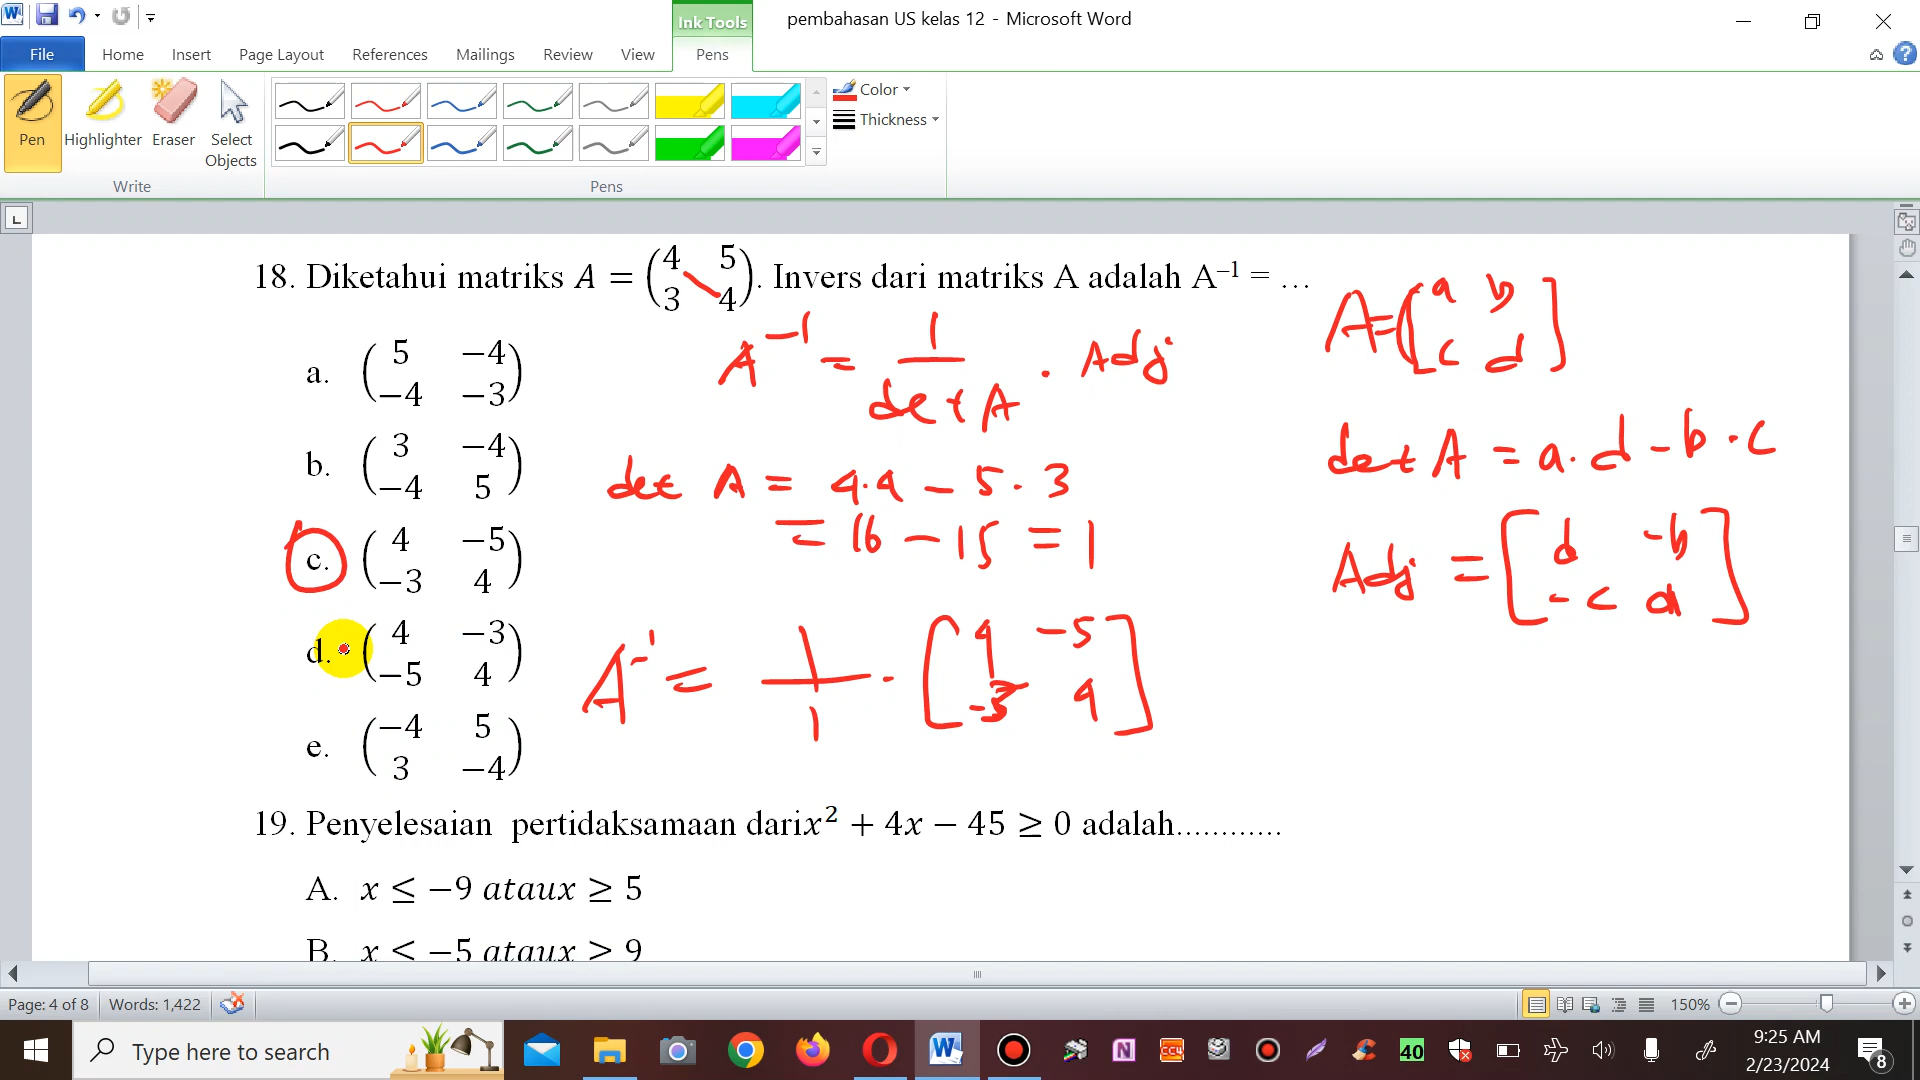 Ink Tools
pembahasan US kelas 12 - Microsoft Word
File Home Insert Page Layout References Mailings Review View Pens
Pen Highlighter Eraser Select Objects
Color
Thickness
Write Pens
18. Diketahui matriks A = (4 5
3 4). Invers dari matriks A adalah A⁻¹ = ...
a. (5 −4
−4 −3)
b. (3 −4
−4 5)
c. (4 −5
−3 4)
d. (4 −3
−5 4)
e. (−4 5
3 −4)
A⁻¹ = 1/det A . Adj
det A = 4.4 − 5.3
= 16 − 15 = 1
A⁻¹ = 1/1 . [4 −5
−3 4]
A = [a b
c d]
det A = a.d − b.c
Adj = [d −b
−c a]
19. Penyelesaian pertidaksamaan darix² + 4x − 45 ≥ 0 adalah............
A. x ≤ −9 ataux ≥ 5
B. x ≤ −5 ataux ≥ 9
Page: 4 of 8 Words: 1,422 150%
Type here to search
CC4
40
9:25 AM
2/23/2024
8